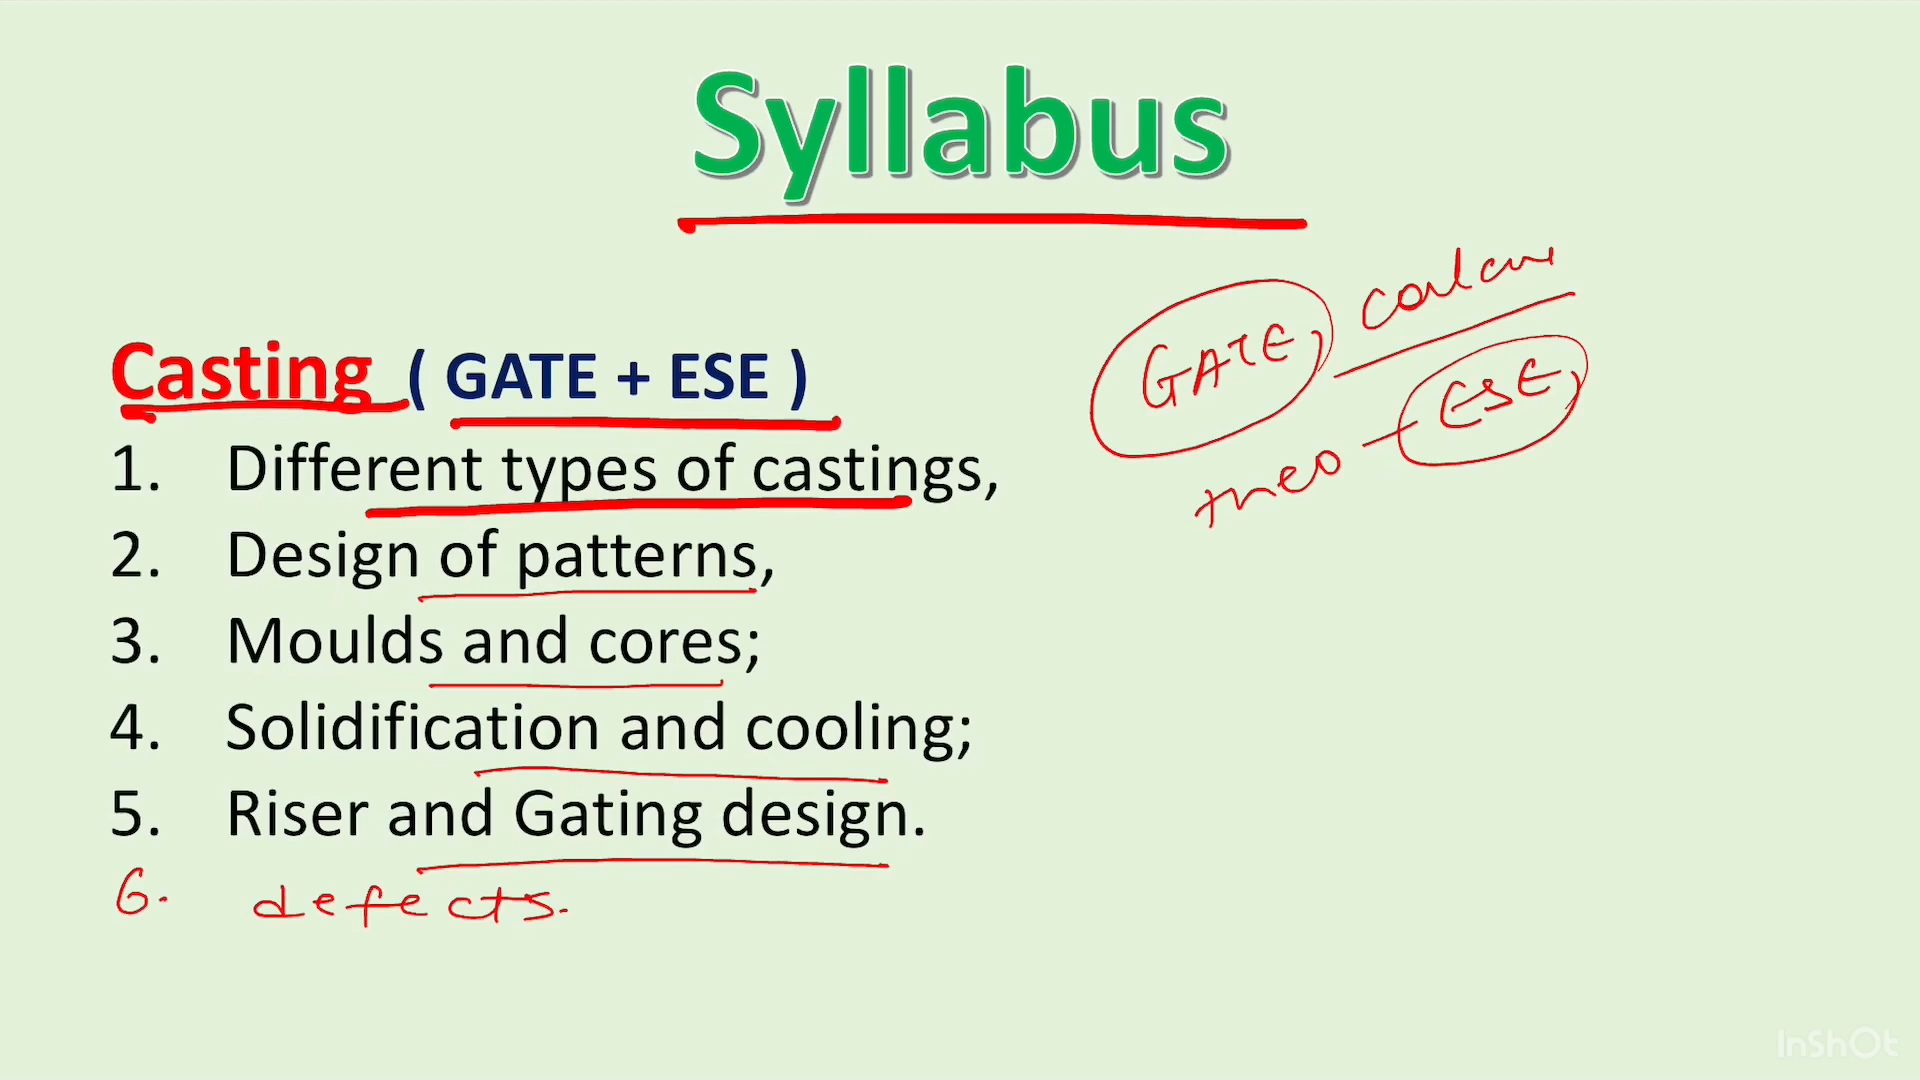 Syllabus
Casting ( GATE + ESE )
1. Different types of castings,
2. Design of patterns,
3. Moulds and cores;
4. Solidification and cooling;
5. Riser and Gating design.
6. defects.
GATE,
theo - ESE,
InShOt